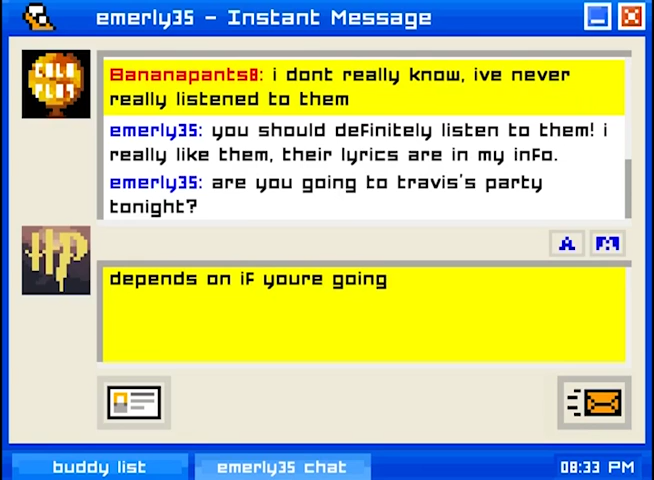 emerly35 - Instant Message
COLD
PLAY
Bananapants8: i dont really know, ive never
really listened to them
emerly35: you should definitely listen to them! i
really like them, their lyrics are in my info.
emerly35: are you going to travis's party
tonight?
HP
A
depends on if youre going
buddy list
emerly35 chat
08:33 PM